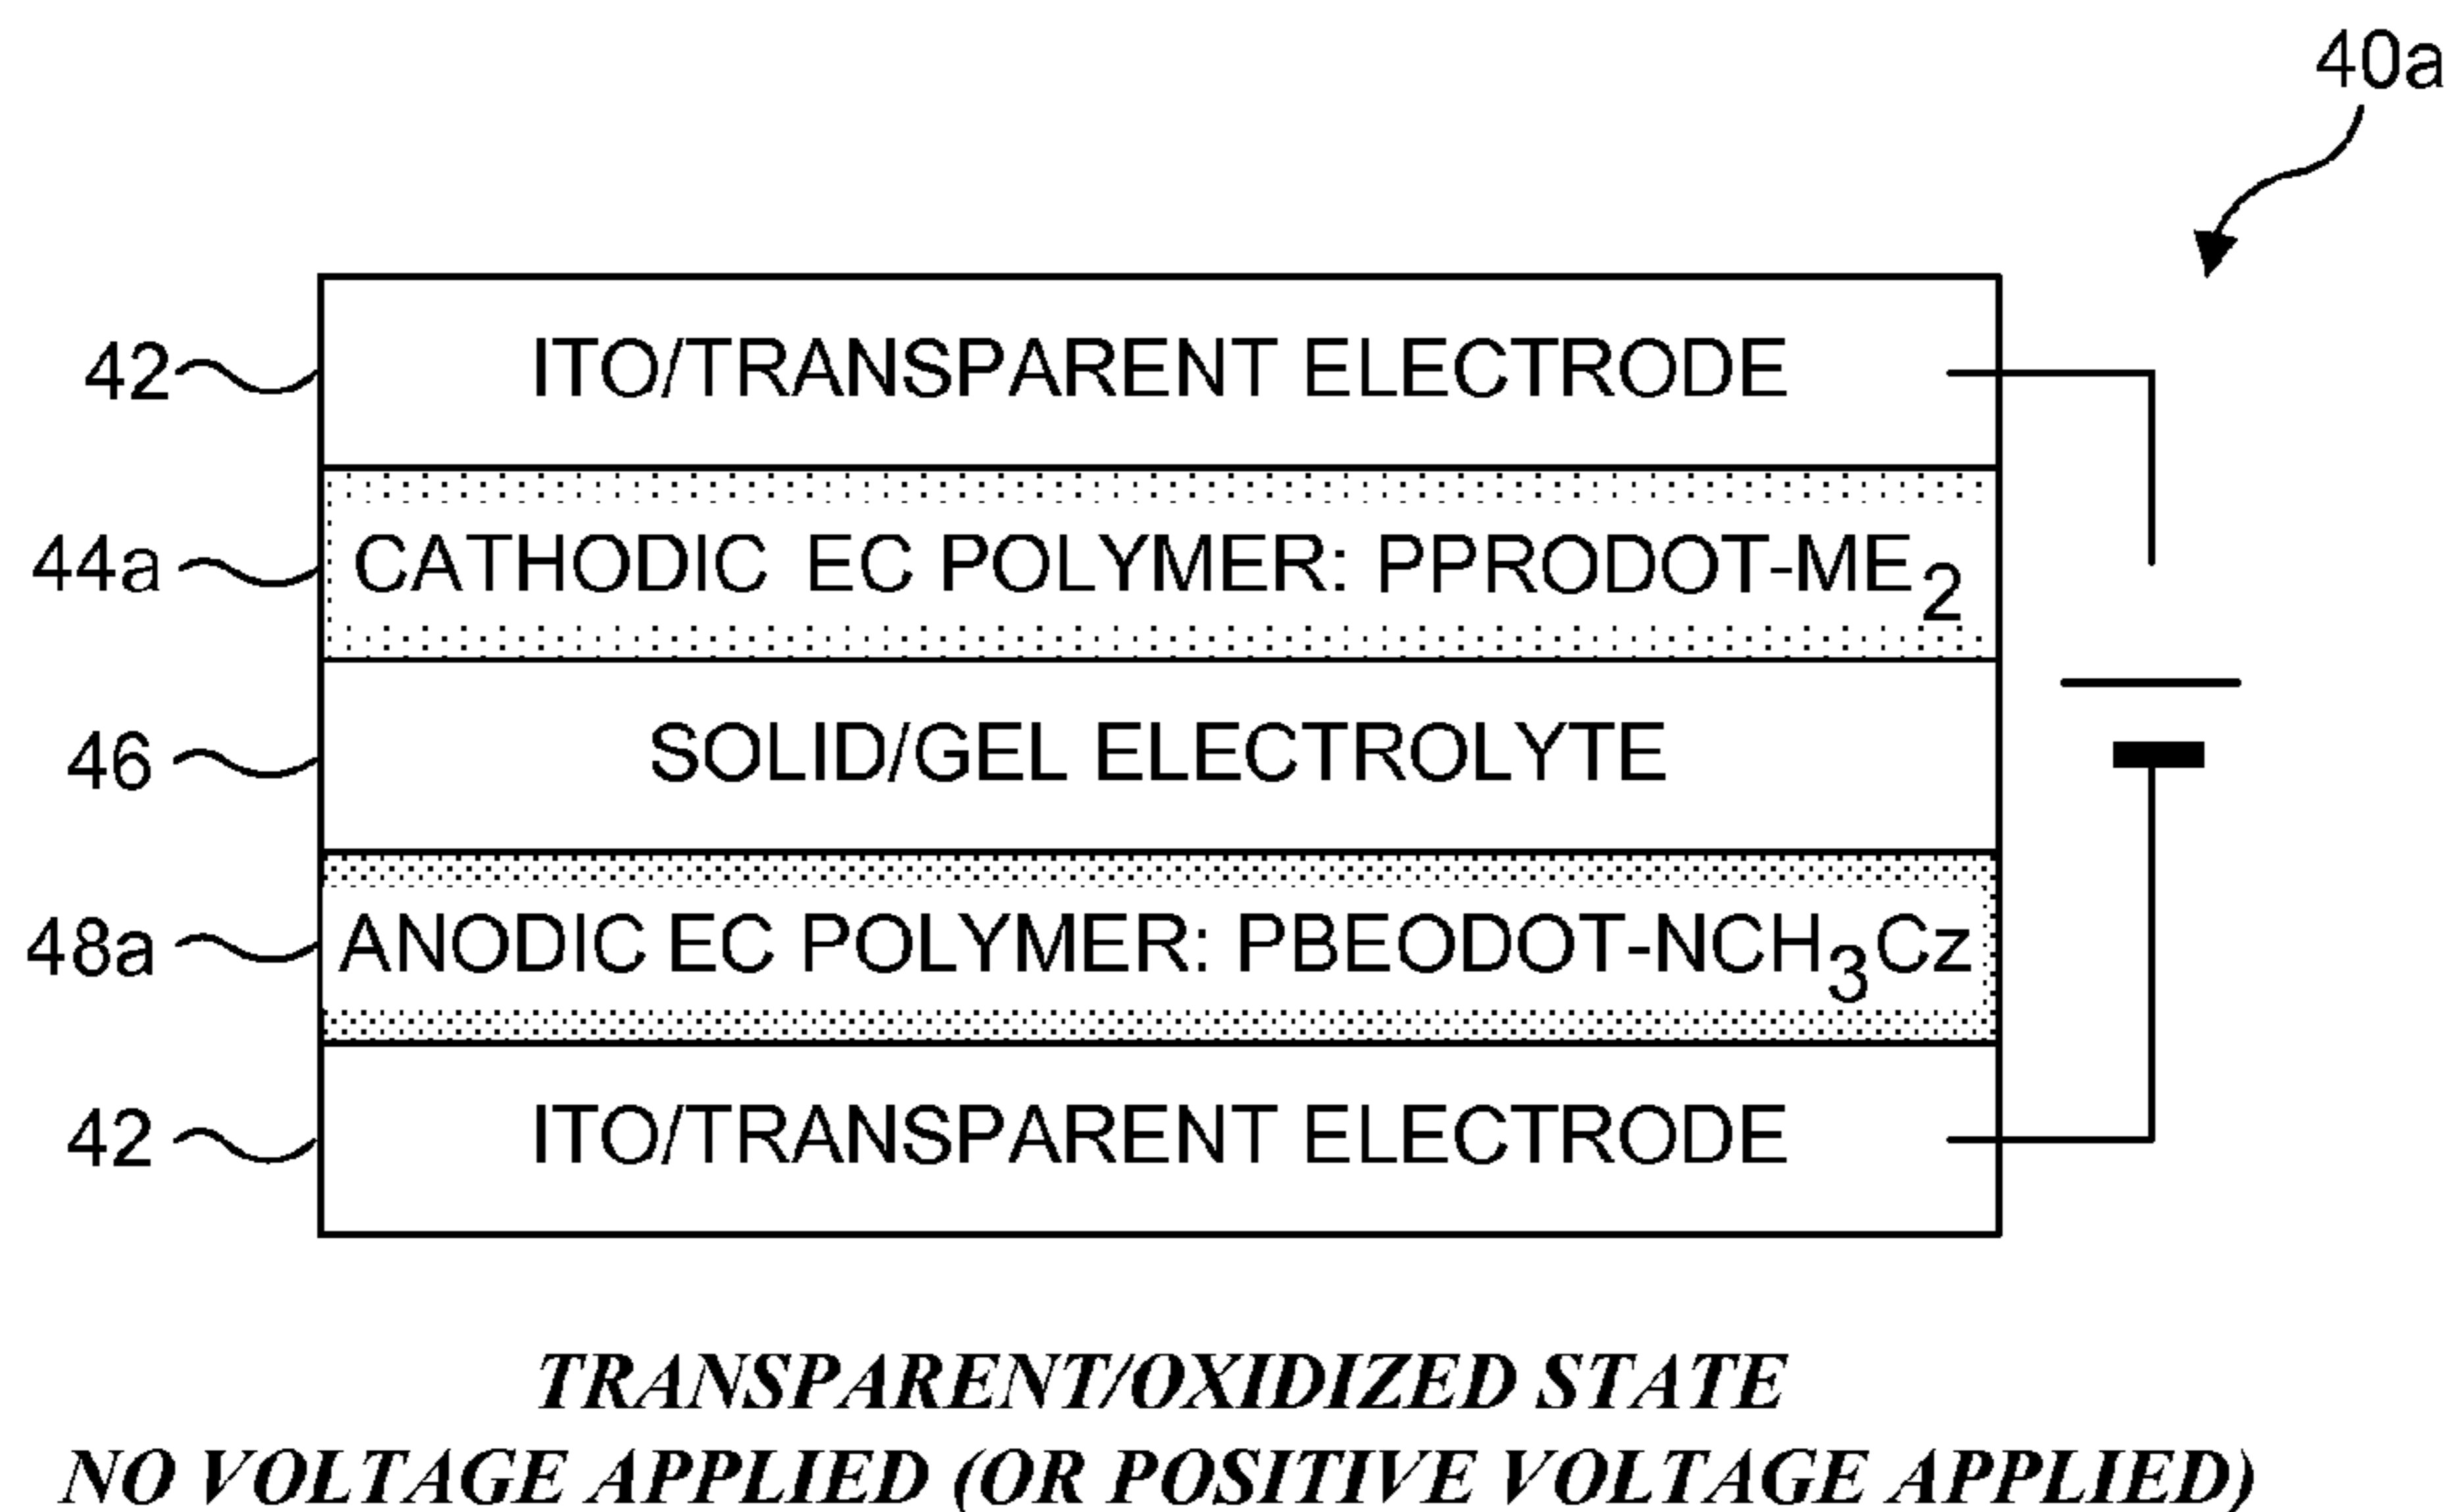 40a
42 ITO/TRANSPARENT ELECTRODE
44a CATHODIC EC POLYMER: PPRODOT-ME₂
46 SOLID/GEL ELECTROLYTE
48a ANODIC EC POLYMER: PBEODOT-NCH₃Cz
42 ITO/TRANSPARENT ELECTRODE
TRANSPARENT/OXIDIZED STATE
NO VOLTAGE APPLIED (OR POSITIVE VOLTAGE APPLIED)